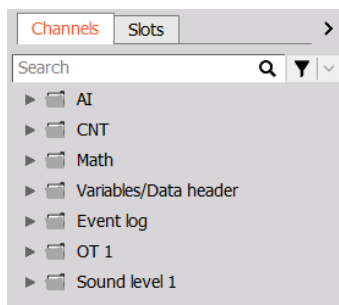 Channels Slots
Search
AI
CNT
Math
Variables/Data header
Event log
OT 1
Sound level 1